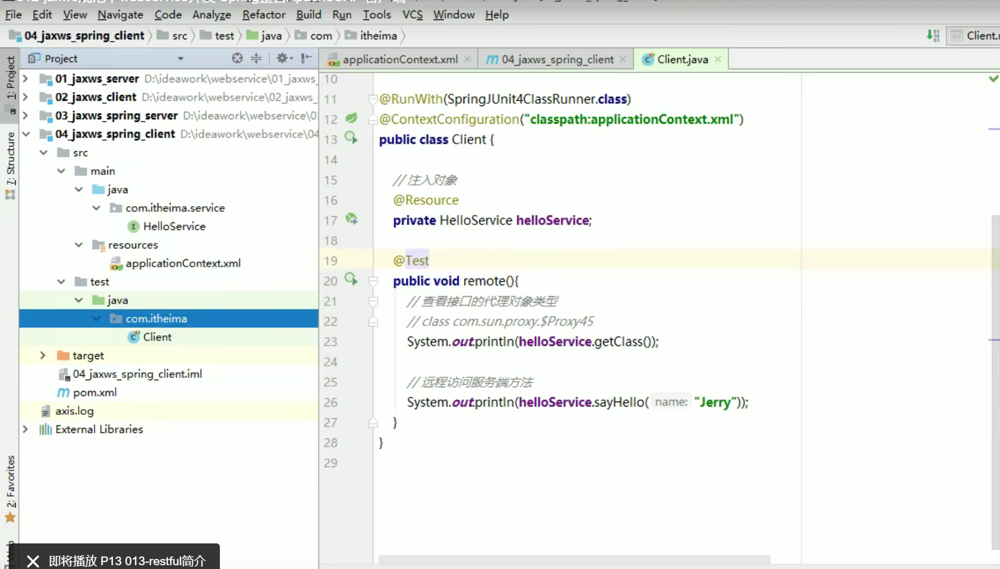 File Edit View Navigate Code Analyze Refactor Build Run Tools VCS Window Help
04_jaxws_spring_client src test java com itheima
Client.
1: Project
7: Structure
2: Favorites
Web
Project
01_jaxws_server D:\ideawork\webservice\01_jaxws_
02_jaxws_client D:\ideawork\webservice\02_jaxws_
03_jaxws_spring_server D:\ideawork\webservice\03
04_jaxws_spring_client D:\ideawork\webservice\04
src
main
java
com.itheima.service
HelloService
resources
applicationContext.xml
test
java
com.itheima
Client
target
04_jaxws_spring_client.iml
pom.xml
axis.log
External Libraries
applicationContext.xml 04_jaxws_spring_client Client.java
10
11 @RunWith(SpringJUnit4ClassRunner.class)
12 @ContextConfiguration("classpath:applicationContext.xml")
13 public class Client {
14
15 //注入对象
16 @Resource
17 private HelloService helloService;
18
19 @Test
20 public void remote(){
21 // 查看接口的代理对象类型
22 // class com.sun.proxy.$Proxy45
23 System.out.println(helloService.getClass());
24
25 // 远程访问服务端方法
26 System.out.println(helloService.sayHello( name: "Jerry"));
27 }
28 }
29
即将播放 P13 013-restful简介